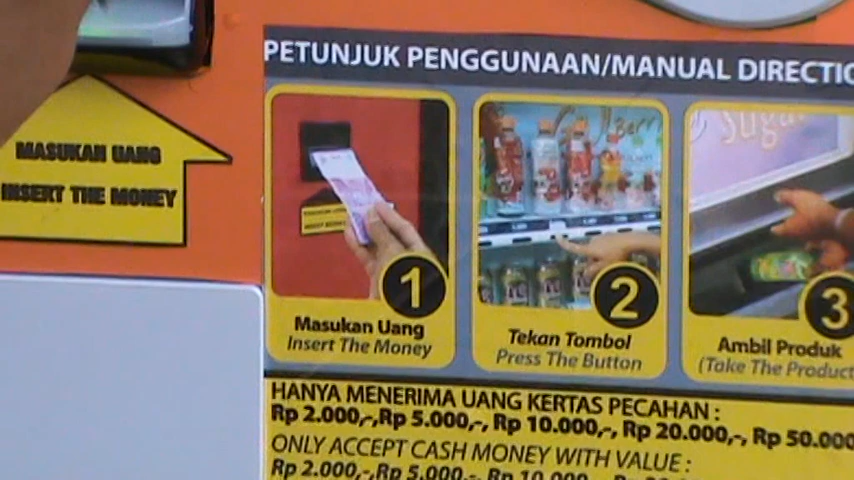 PETUNJUK PENGGUNAAN/MANUAL DIRECTIO
MASUKAN UANG
INSERT THE MONEY
1
Masukan Uang
Insert The Money
2
Tekan Tombol
Press The Button
3
Ambil Produk
(Take The Product
HANYA MENERIMA UANG KERTAS PECAHAN :
Rp 2.000,-,Rp 5.000,-, Rp 10.000,-, Rp 20.000,-, Rp 50.000
ONLY ACCEPT CASH MONEY WITH VALUE :
Rp 2.000,-,Rp 5.000,-, Rp 10.000